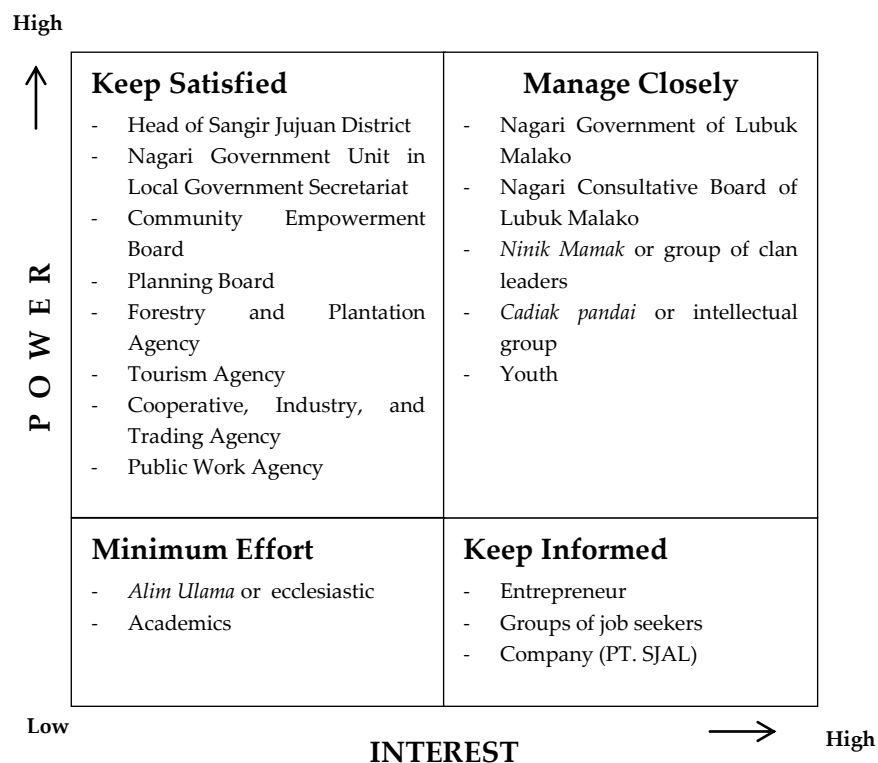 High
POWER
Keep Satisfied
- Head of Sangir Jujuan District
- Nagari Government Unit in
Local Government Secretariat
- Community Empowerment
Board
- Planning Board
- Forestry and Plantation
Agency
- Tourism Agency
- Cooperative, Industry, and
Trading Agency
- Public Work Agency
Manage Closely
- Nagari Government of Lubuk
Malako
- Nagari Consultative Board of
Lubuk Malako
- Ninik Mamak or group of clan
leaders
- Cadiak pandai or intellectual
group
- Youth
Minimum Effort
- Alim Ulama or ecclesiastic
- Academics
Keep Informed
- Entrepreneur
- Groups of job seekers
- Company (PT. SJAL)
Low
INTEREST
High